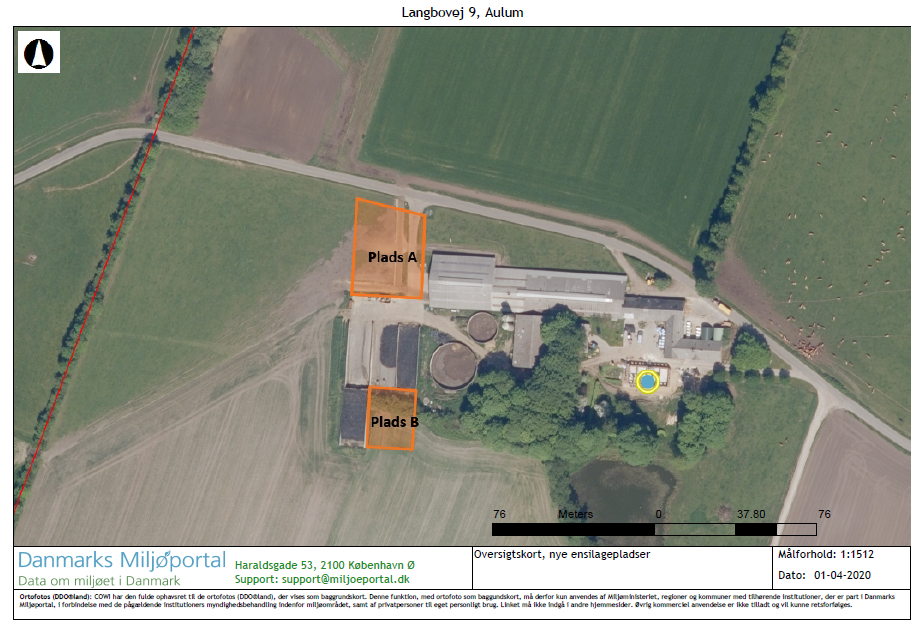 Langbovej 9, Aulum
Plads A
Plads B
76 Meters 0 37.80 76
Danmarks Miljøportal
Data om miljøet i Danmark
Haraldsgade 53, 2100 København Ø
Support: support@miljoeportal.dk
Oversigtskort, nye ensilagepladser
Målforhold: 1:1512
Dato: 01-04-2020
Ortofotos (DDO®land): COWI har den fulde ophavsret til de ortofotos (DDO®land), der vises som baggrundskort. Denne funktion, med ortofoto som baggundskort, må derfor kun anvendes af Miljøministeriet, regioner og kommuner med tilhørende institutioner, der er part i Danmarks
Miljøportal, i forbindelse med de pågældende institutioners myndighedsbehandling indenfor miljøområdet, samt af privatpersoner til eget personligt brug. Linket må ikke indgå i andre hjemmesider. Øvrig kommerciel anvendelse er ikke tilladt og vil kunne retsforfølges.